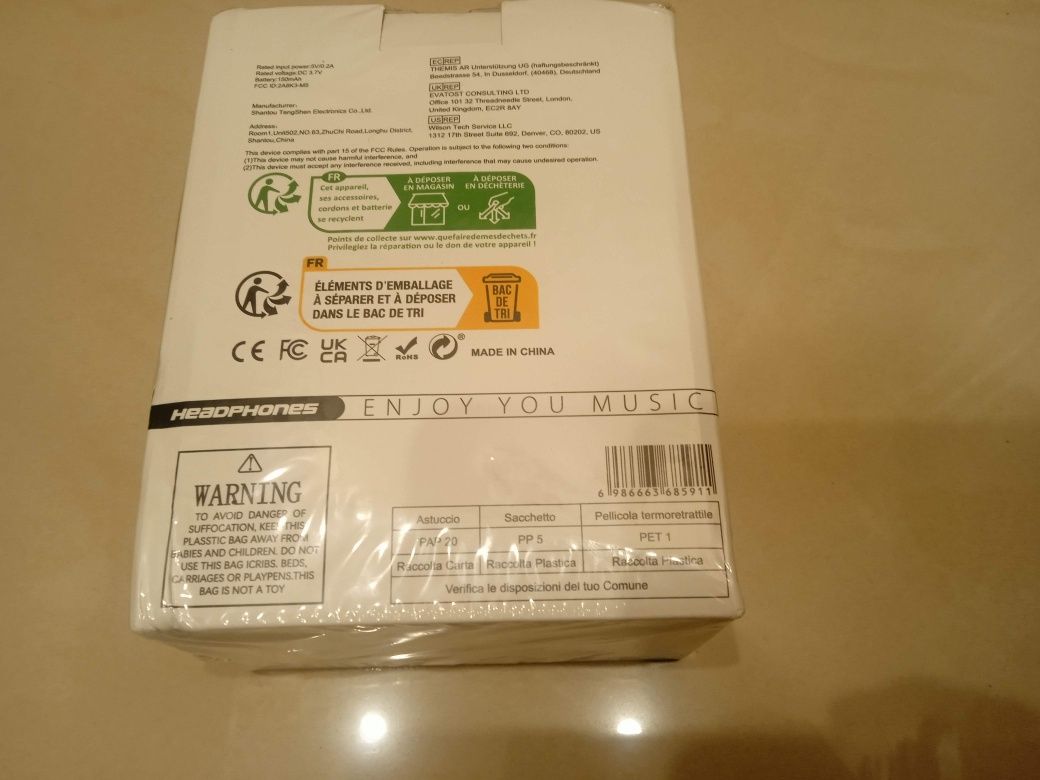 Rated input power:5V/0.2A
Rated voltage:DC 3.7V
Battery:150mAh
FCC ID:2A8K3-M3
Manufacturrer:
Shantou TengShen Electronics Co.,Ltd.
Address:
Room1,Unit502,NO.63,ZhuChi Road,Longhu District,
Shantou,China
EC REP
THEMIS AR Unterstützung UG (haftungsbeschränkt)
Beedstrasse 54, in Dusseldorf, (40468), Deutschland
UK REP
EVATOST CONSULTING LTD
Office 101 32 Threadneedle Street, London,
United Kingdom, EC2R 8AY
US REP
Wilson Tech Service LLC
1312 17th Street Suite 692, Denver, CO, 80202, US
This device complies with part 15 of the FCC Rules. Operation is subject to the following two conditions:
(1)This device may not cause harmful interference, and
(2)This device must accept any interference received, including interference that may cause undesired operation.
FR
Cet appareil,
ses accessoires,
cordons et batterie
se recyclent
À DÉPOSER
EN MAGASIN
OU
À DÉPOSER
EN DÉCHÈTERIE
Points de collecte sur www.quefairedemesdechets.fr
Privilegiez la réparation ou le don de votre appareil !
FR
ÉLÉMENTS D'EMBALLAGE
À SÉPARER ET À DÉPOSER
DANS LE BAC DE TRI
BAC
DE
TRI
CE FC UK
CA
RoHS
®
MADE IN CHINA
HEADPHONES ENJOY YOU MUSIC
WARNING
TO AVOID DANGER OF
SUFFOCATION, KEEP THIS
PLASSTIC BAG AWAY FROM
BABIES AND CHILDREN. DO NOT
USE THIS BAG ICRIBS. BEDS,
CARRIAGES OR PLAYPENS.THIS
BAG IS NOT A TOY
6 986663 685911
Astuccio Sacchetto Pellicola termoretrattile
PAP 20 PP 5 PET 1
Raccolta Carta Raccolta Plastica Raccolta Plastica
Verifica le disposizioni del tuo Comune